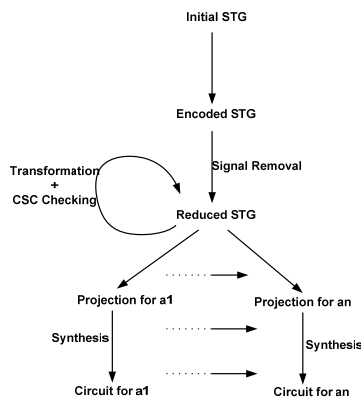 Initial STG
Encoded STG
Signal Removal
Transformation
+
CSC Checking
Reduced STG
Projection for a1
Projection for an
Synthesis
Synthesis
Circuit for a1
Circuit for an